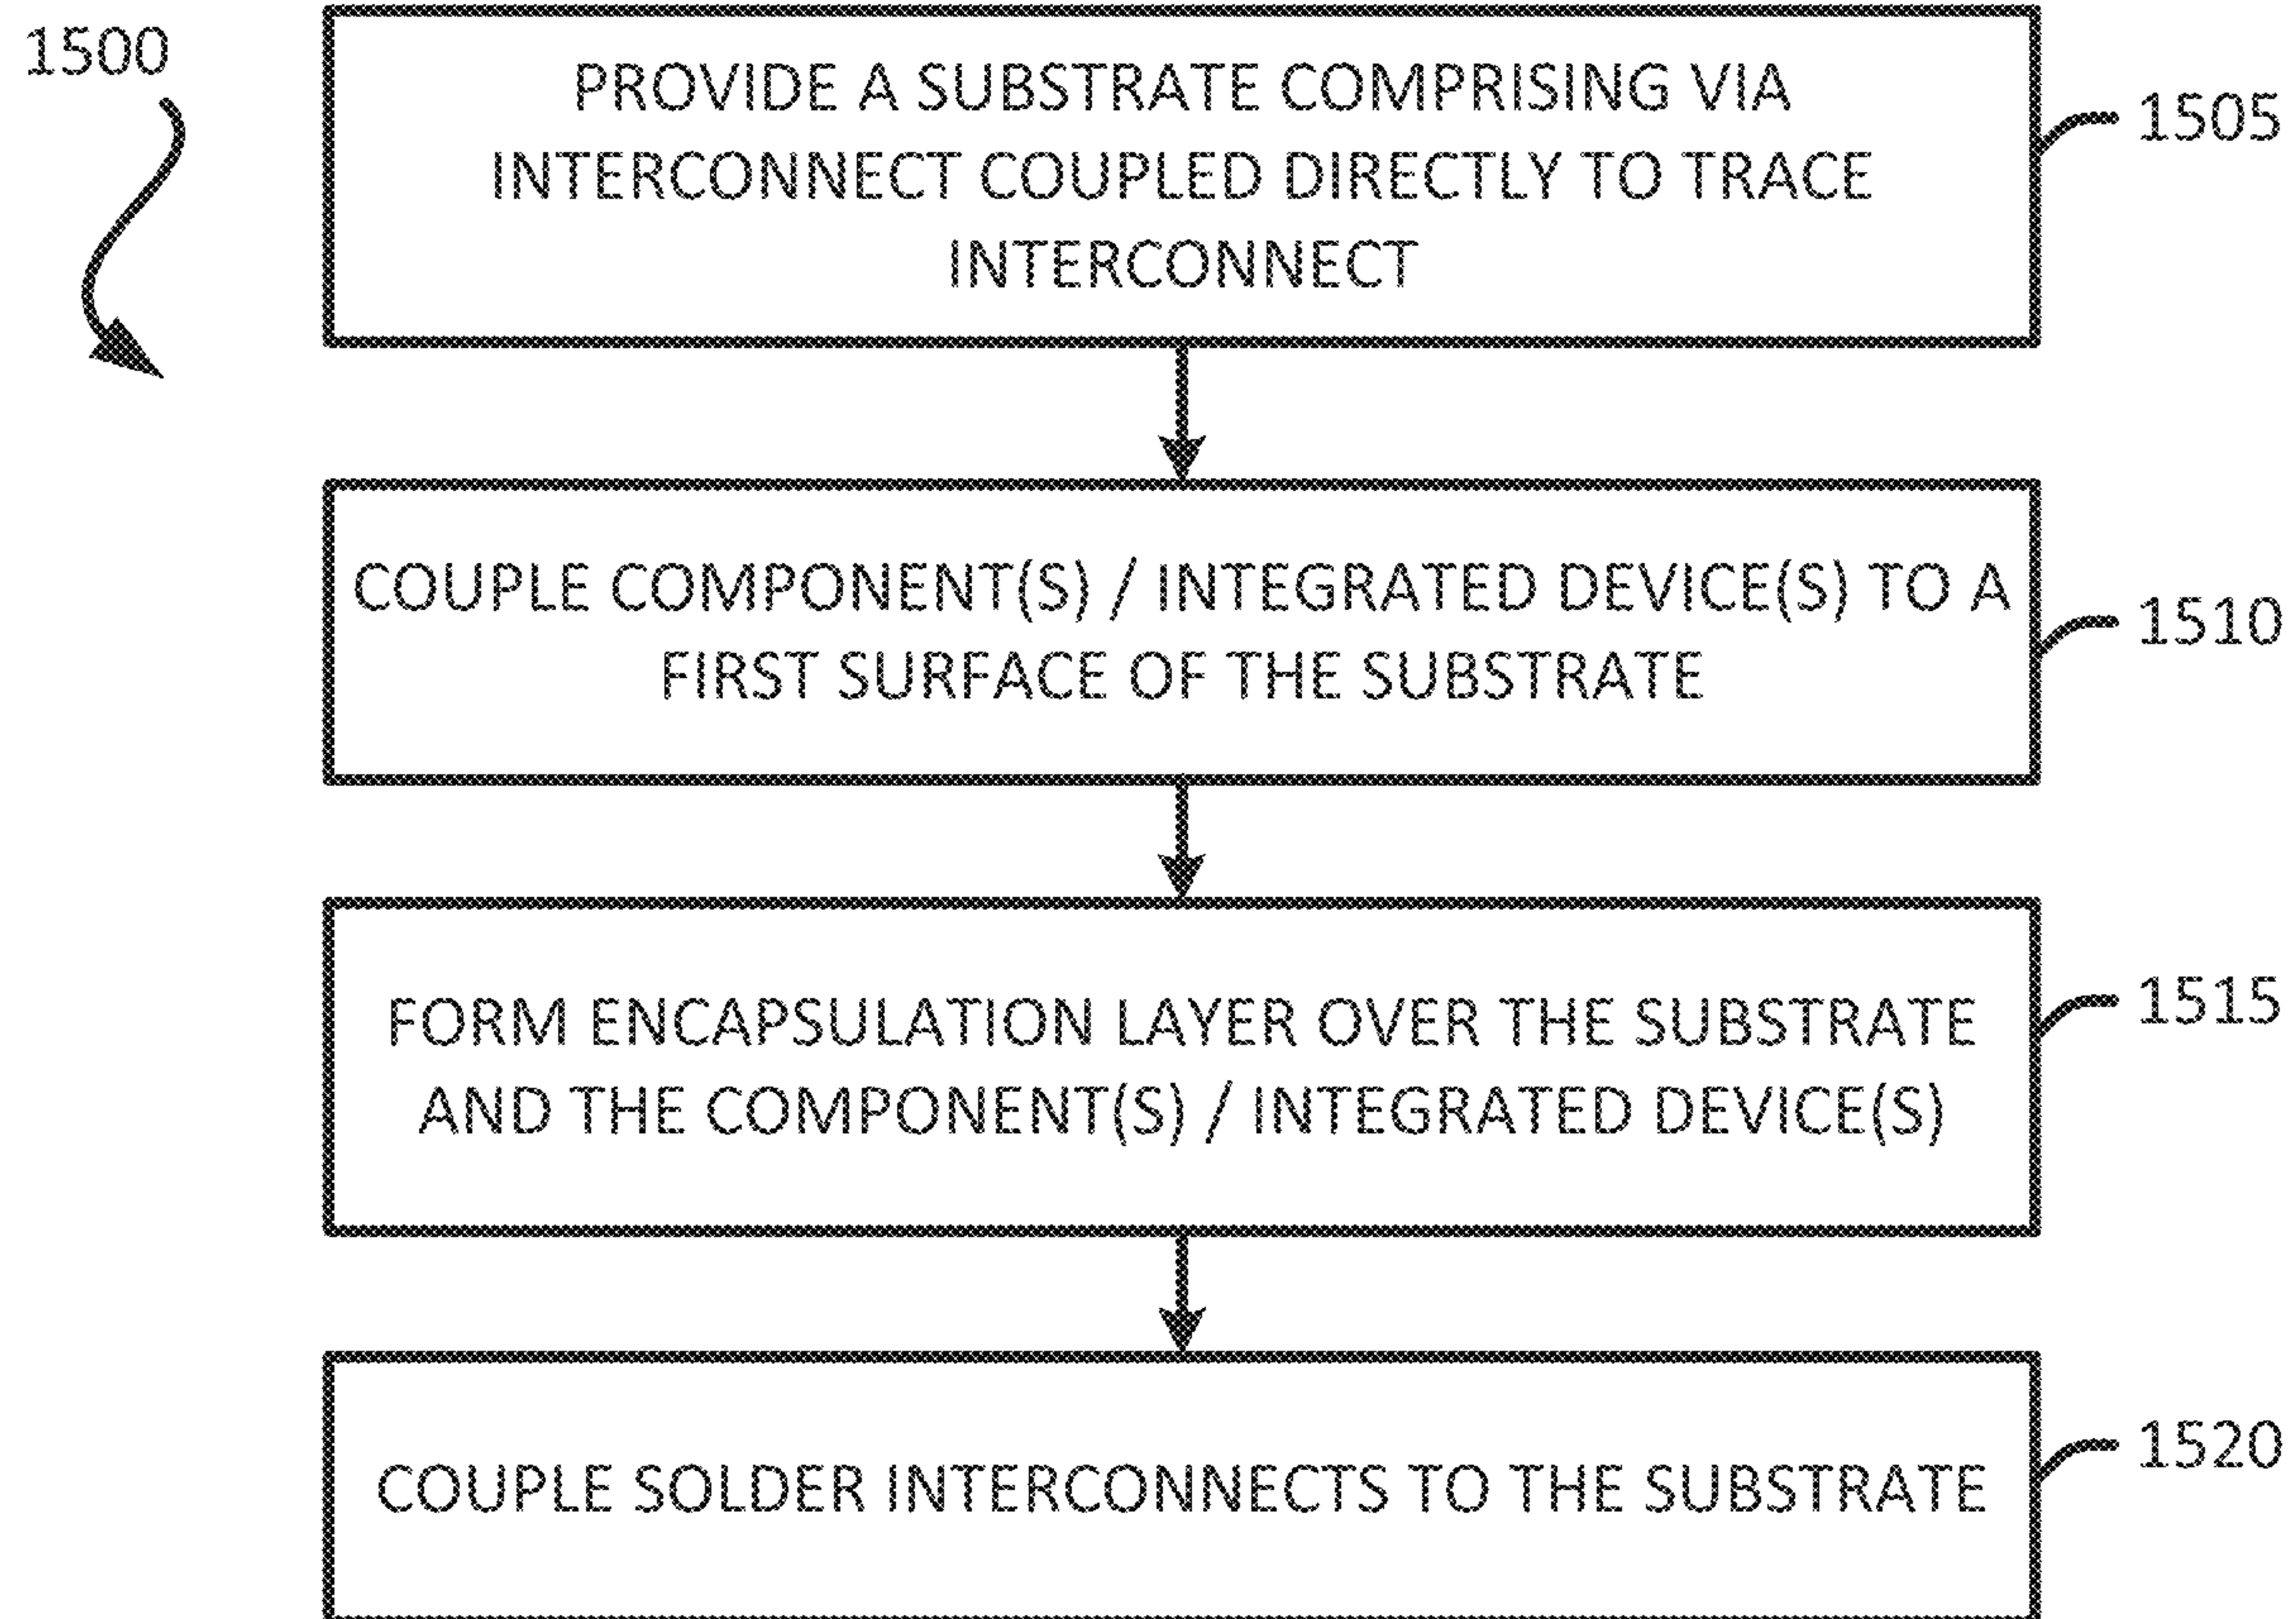 1500
PROVIDE A SUBSTRATE COMPRISING VIA
INTERCONNECT COUPLED DIRECTLY TO TRACE
INTERCONNECT
1505
COUPLE COMPONENT(S) / INTEGRATED DEVICE(S) TO A
FIRST SURFACE OF THE SUBSTRATE
1510
FORM ENCAPSULATION LAYER OVER THE SUBSTRATE
AND THE COMPONENT(S) / INTEGRATED DEVICE(S)
1515
COUPLE SOLDER INTERCONNECTS TO THE SUBSTRATE
1520